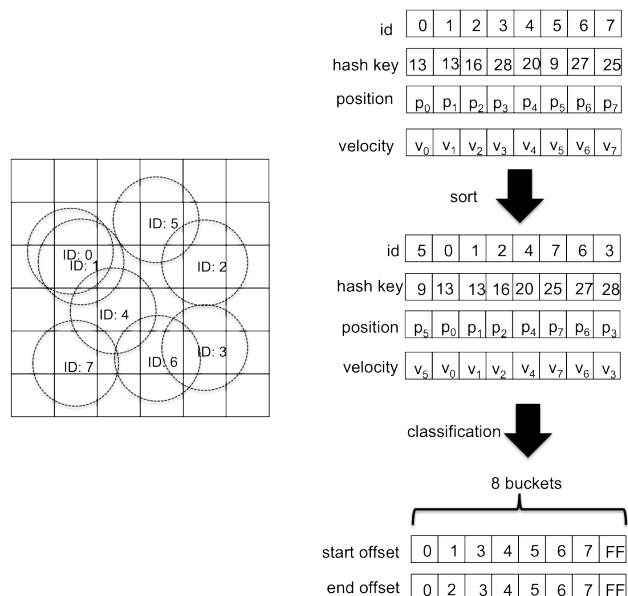 ID: 5
ID: 0
ID: 1
ID: 2
ID: 4
ID: 3
ID: 6
ID: 7
id 0 1 2 3 4 5 6 7
hash key 13 13 16 28 20 9 27 25
position p0 p1 p2 p3 p4 p5 p6 p7
velocity v0 v1 v2 v3 v4 v5 v6 v7
sort
id 5 0 1 2 4 7 6 3
hash key 9 13 13 16 20 25 27 28
position p5 p0 p1 p2 p4 p7 p6 p3
velocity v5 v0 v1 v2 v4 v7 v6 v3
classification
8 buckets
start offset 0 1 3 4 5 6 7 FF
end offset 0 2 3 4 5 6 7 FF